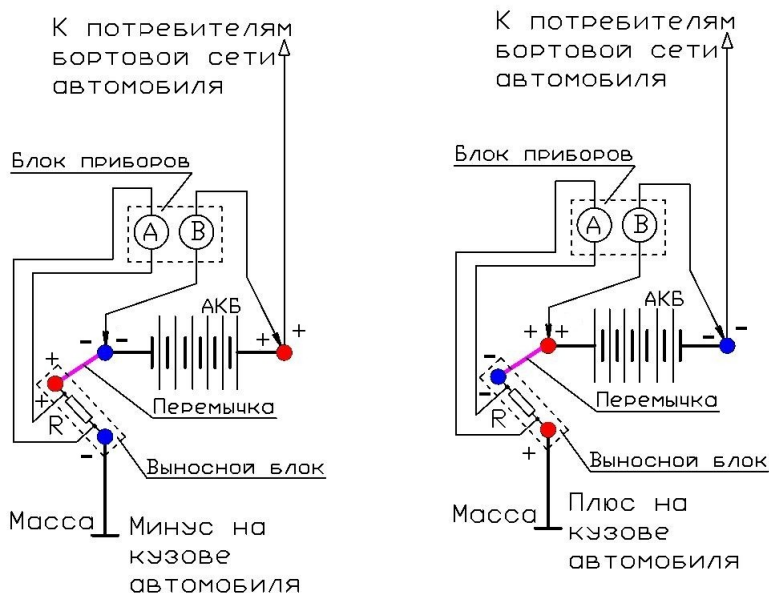 К потребителям
бортовой сети
автомобиля
Блок приборов
А
В
АКБ
-
-
+
+
+
+
Перемычка
R
-
Выносной блок
Масса
Минус на
кузове
автомобиля
К потребителям
бортовой сети
автомобиля
Блок приборов
А
В
АКБ
+
+
-
-
-
-
Перемычка
R
+
Выносной блок
Масса
Плюс на
кузове
автомобиля